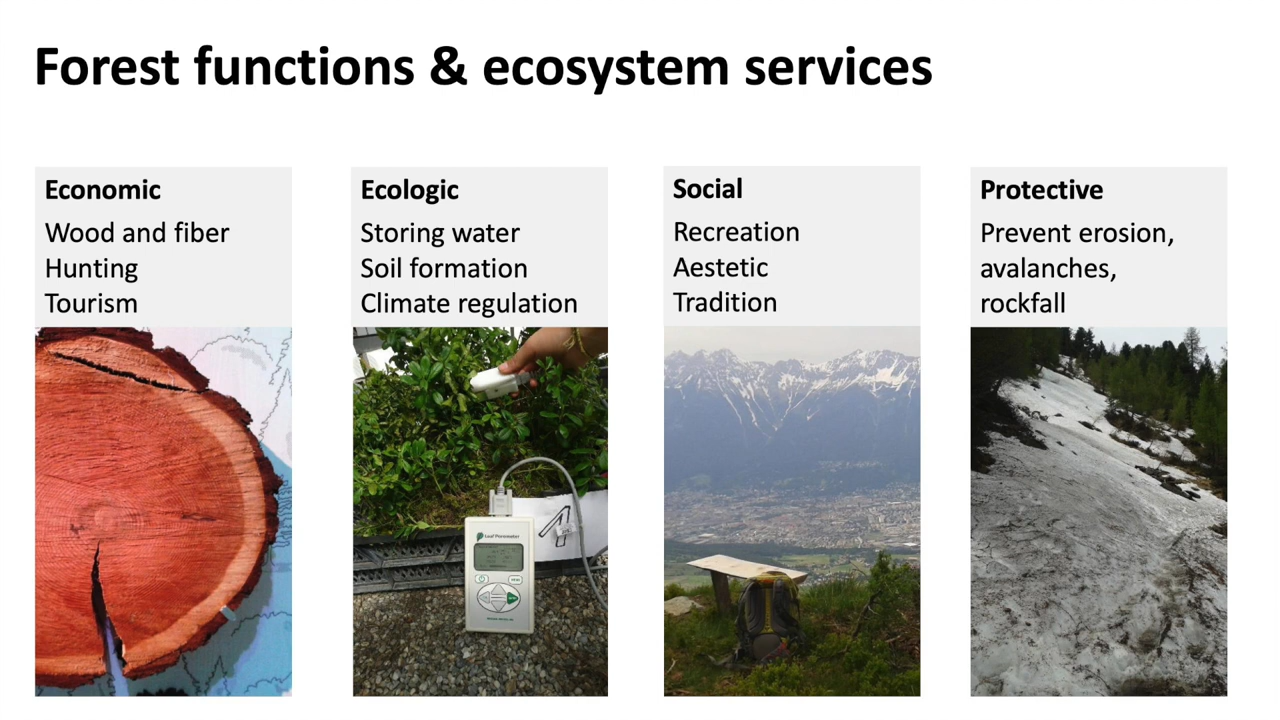 Forest functions & ecosystem services
Economic
Wood and fiber
Hunting
Tourism
Ecologic
Storing water
Soil formation
Climate regulation
Social
Recreation
Aestetic
Tradition
Protective
Prevent erosion,
avalanches,
rockfall
Leaf Porometer